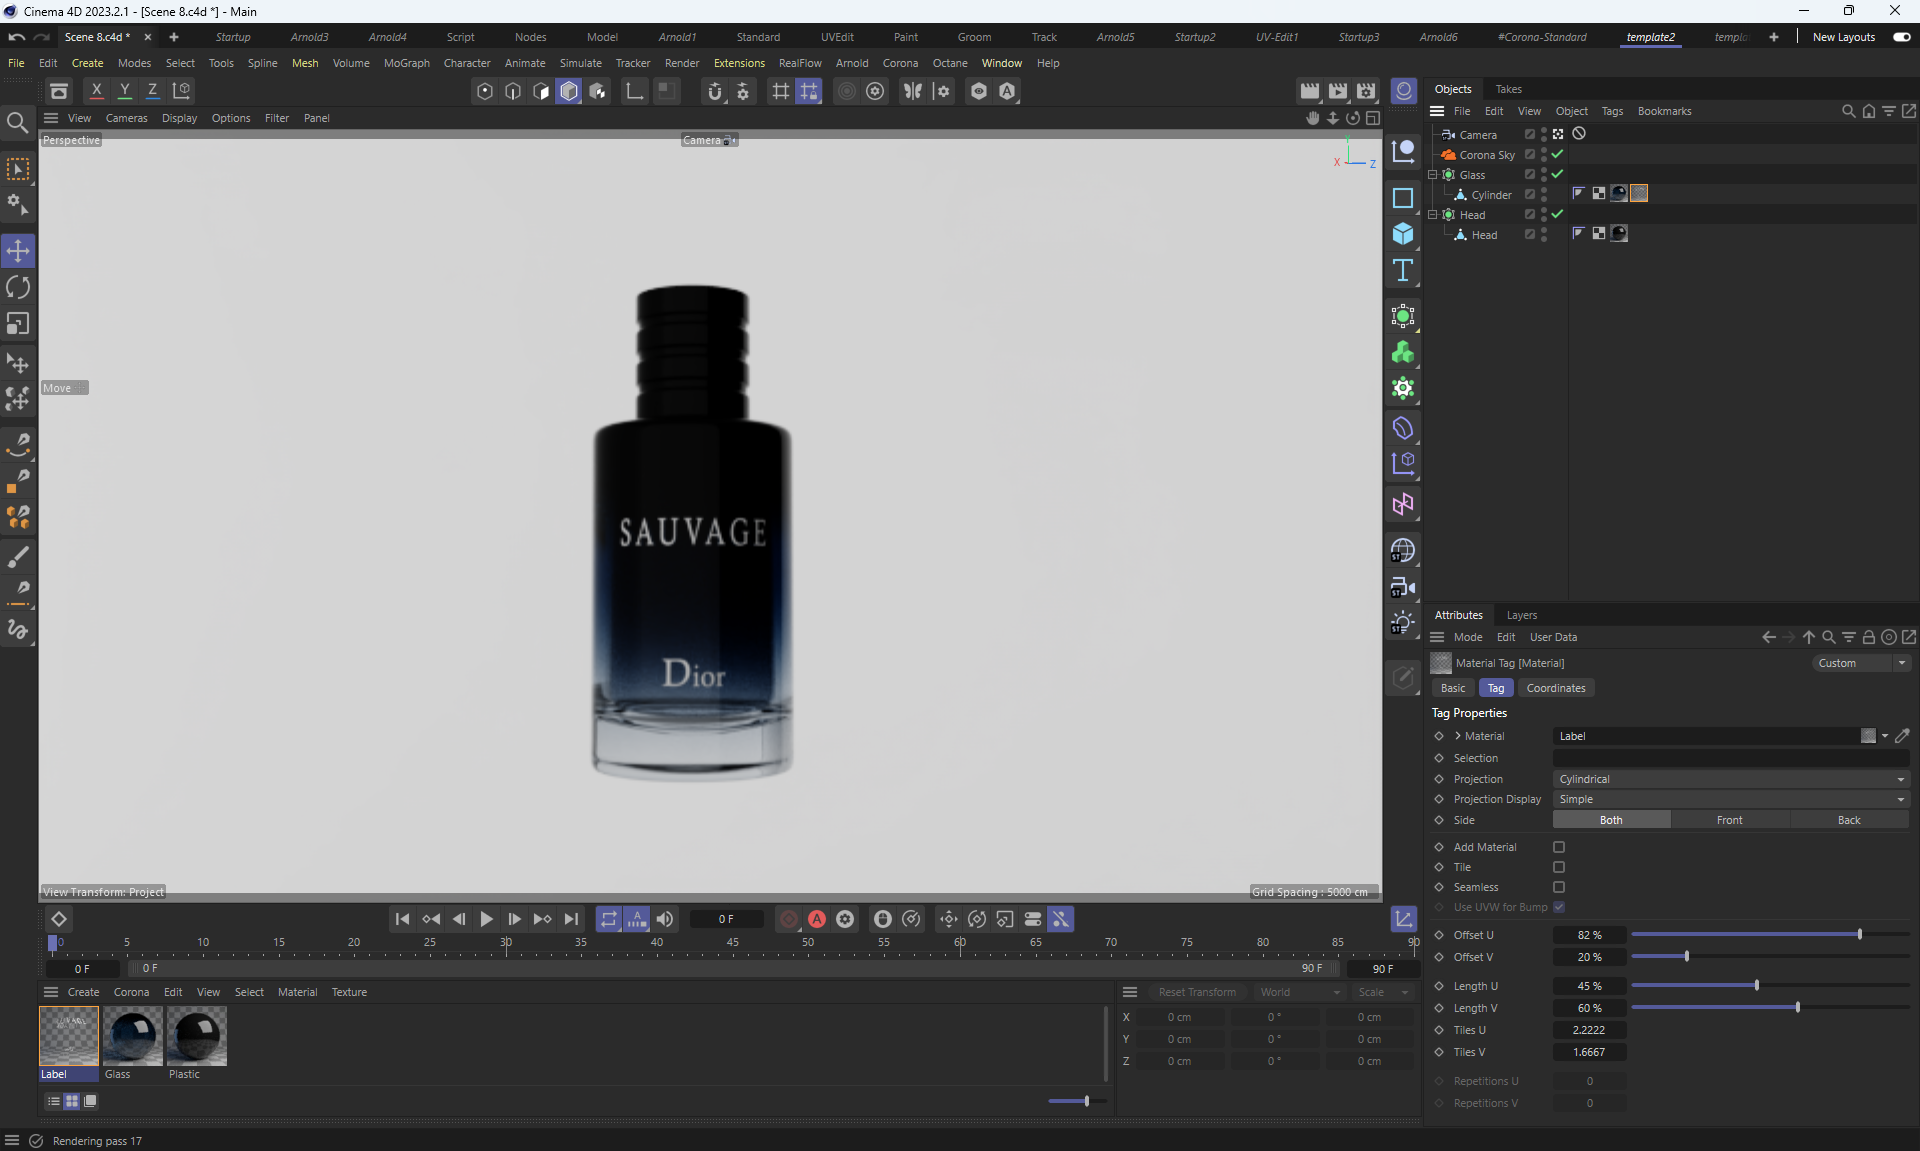 Cinema 4D 2023.2.1 - [Scene 8.c4d *] - Main
Scene 8.c4d *
Startup Arnold3 Arnold4 Script Nodes Model Arnold1 Standard UVEdit Paint Groom Track Arnold5 Startup2 UV-Edit1 Startup3 Arnold6 #Corona-Standard template2 New Layouts
File Edit Create Modes Select Tools Spline Mesh Volume MoGraph Character Animate Simulate Tracker Render Extensions RealFlow Arnold Corona Octane Window Help
X Y Z
Objects Takes
File Edit View Object Tags Bookmarks
View Cameras Display Options Filter Panel
Perspective
Camera
Y
X Z
Move
SAUVAGE
Dior
View Transform: Project
Grid Spacing : 5000 cm
Camera
Corona Sky
Glass
Cylinder
Head
Head
ST
ST
ST
Attributes Layers
Mode Edit User Data
Material Tag [Material]
Custom
Basic Tag Coordinates
Tag Properties
Material Label
Selection
Projection Cylindrical
Projection Display Simple
Side Both Front Back
Add Material
Tile
Seamless
Use UVW for Bump
Offset U 82 %
Offset V 20 %
Length U 45 %
Length V 60 %
Tiles U 2.2222
Tiles V 1.6667
Repetitions U 0
Repetitions V 0
0 F
0 5 10 15 20 25 30 35 40 45 50 55 60 65 70 75 80 85 90
0 F 0 F 90 F 90 F
Create Corona Edit View Select Material Texture
Label Glass Plastic
Reset Transform World Scale
X 0 cm 0 ° 0 cm
Y 0 cm 0 ° 0 cm
Z 0 cm 0 ° 0 cm
Rendering pass 17